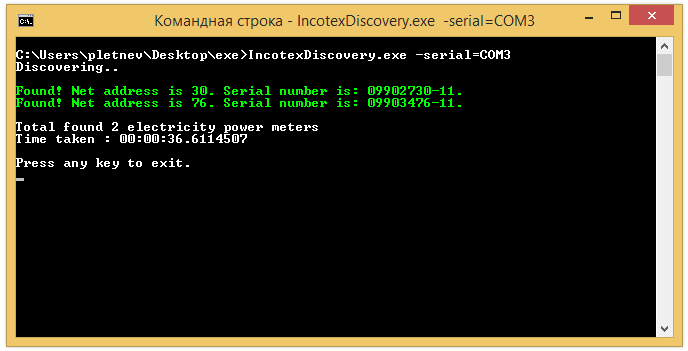 Командная строка - IncotexDiscovery.exe -serial=COM3
C:\Users\pletnev\Desktop\exe>IncotexDiscovery.exe -serial=COM3
Discovering..
Found! Net address is 30. Serial number is: 09902730-11.
Found! Net address is 76. Serial number is: 09903476-11.
Total found 2 electricity power meters
Time taken : 00:00:36.6114507
Press any key to exit.